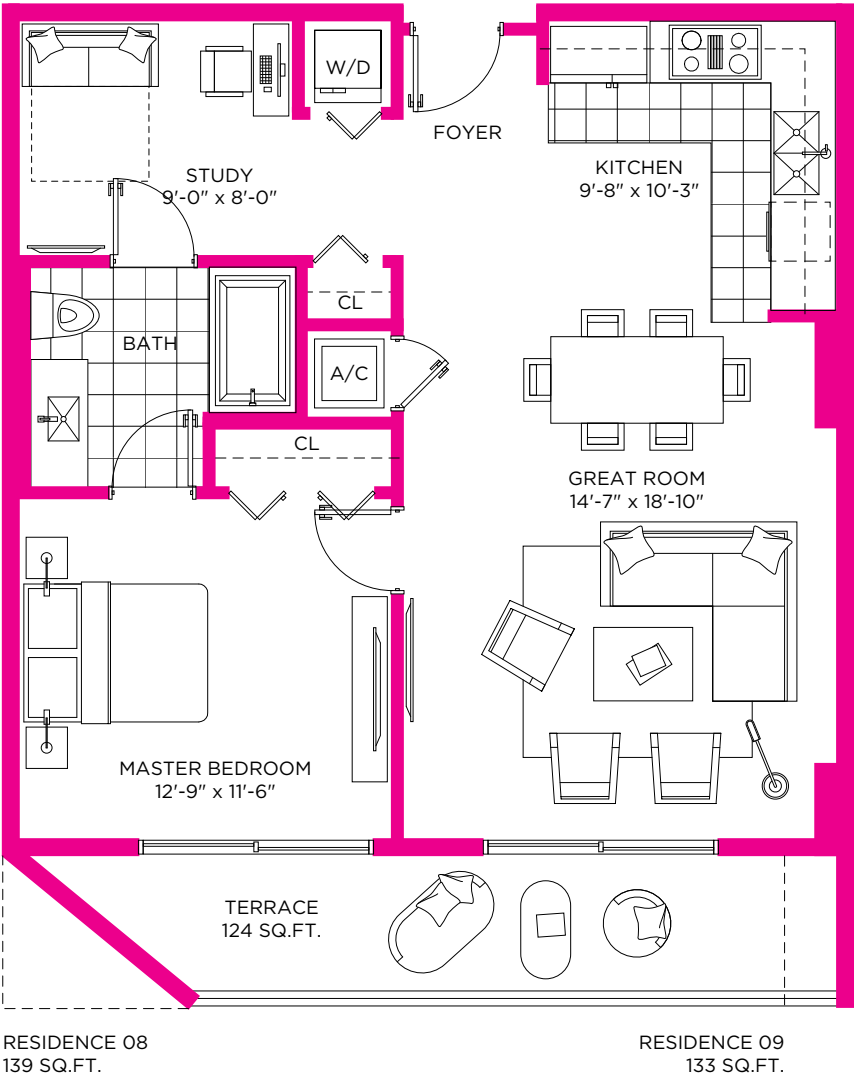 W/D
FOYER
STUDY
9'-0" x 8'-0"
KITCHEN
9'-8" x 10'-3"
CL
BATH
A/C
CL
GREAT ROOM
14'-7" x 18'-10"
MASTER BEDROOM
12'-9" x 11'-6"
TERRACE
124 SQ.FT.
RESIDENCE 08
139 SQ.FT.
RESIDENCE 09
133 SQ.FT.